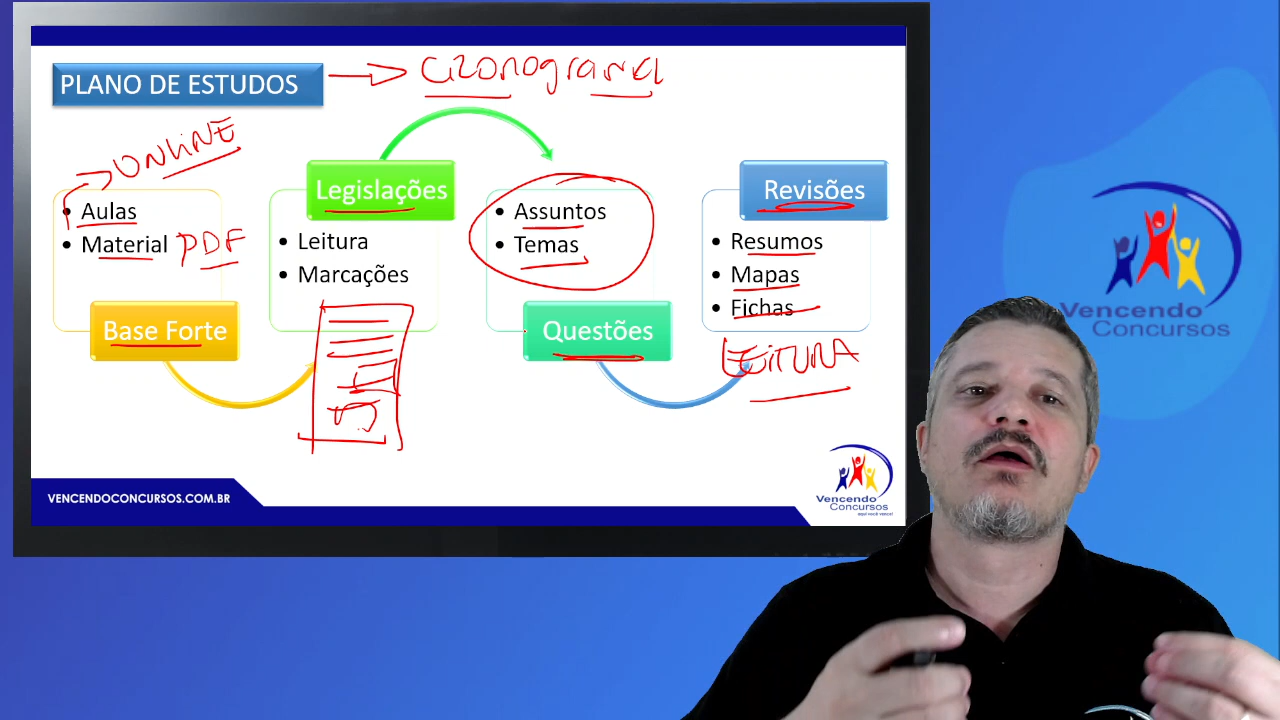 PLANO DE ESTUDOS
cronograma
ONLINE
Aulas
Material PDF
Base Forte
Legislações
Leitura
Marcações
Assuntos
Temas
Questões
Revisões
Resumos
Mapas
Fichas
LEITURA
VENCENDOCONCURSOS.COM.BR
Vencendo
Concursos
Vencendo
Concursos